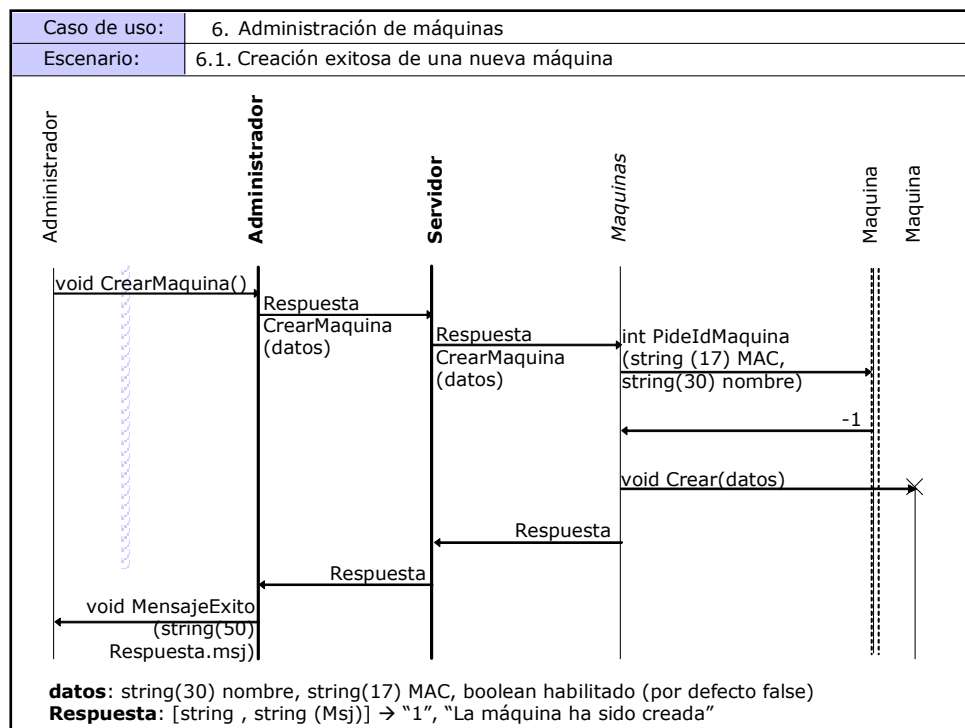 Caso de uso: 6. Administración de máquinas
Escenario: 6.1. Creación exitosa de una nueva máquina
Administrador
Administrador
Servidor
Maquinas
Maquina
Maquina
void CrearMaquina()
Respuesta
CrearMaquina
(datos)
Respuesta
CrearMaquina
(datos)
int PideIdMaquina
(string (17) MAC,
string(30) nombre)
-1
void Crear(datos)
Respuesta
Respuesta
void MensajeExito
(string(50)
Respuesta.msj)
datos: string(30) nombre, string(17) MAC, boolean habilitado (por defecto false)
Respuesta: [string , string (Msj)] → “1”, “La máquina ha sido creada”